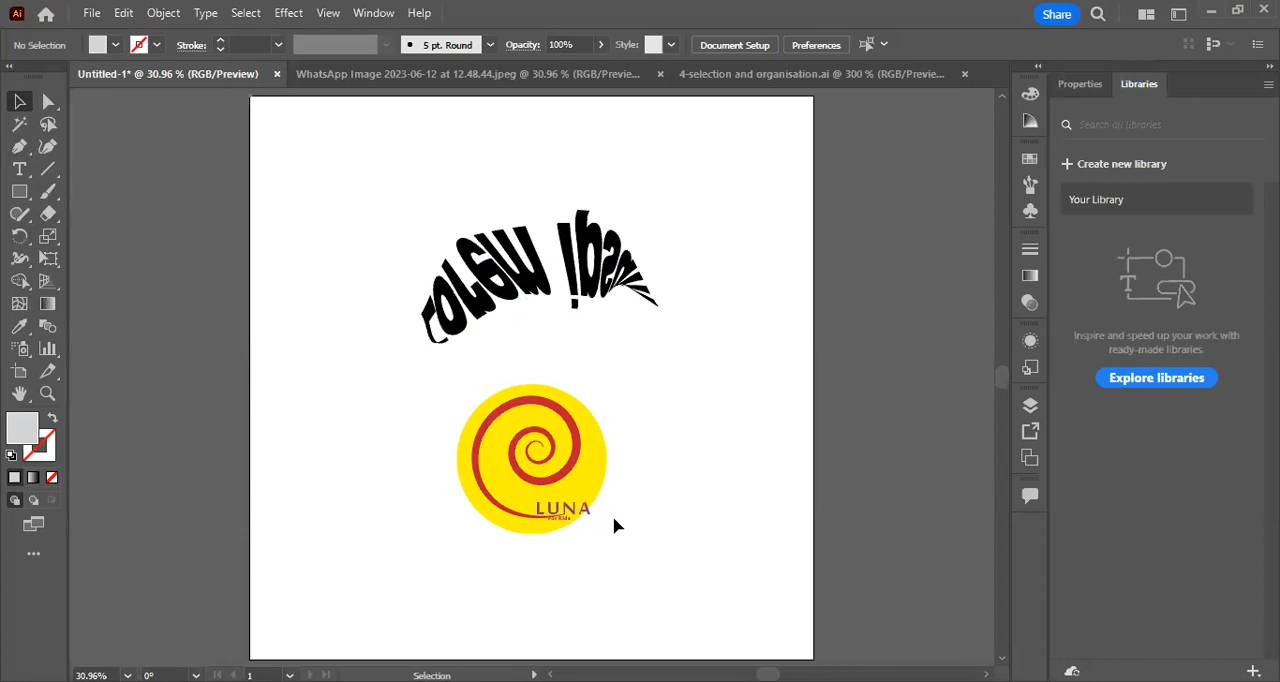 Ai File Edit Object Type Select Effect View Window Help Share
No Selection Stroke: 5 pt. Round Opacity: 100% Style: Document Setup Preferences
Untitled-1* @ 30.96 % (RGB/Preview) × WhatsApp Image 2023-06-12 at 12.48.44.jpeg @ 30.96 % (RGB/Previe... × 4-selection and organisation.ai @ 300 % (RGB/Previe... ×
Properties Libraries
Search all libraries
Create new library
Your Library
LUNA
For Kids
Inspire and speed up your work with
ready-made libraries.
Explore libraries
30.96% 0° 1 Selection